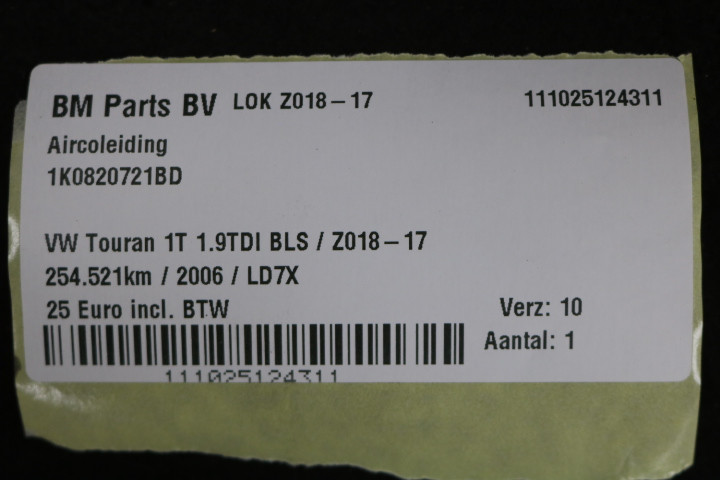 BM Parts BV LOK Z018-17 111025124311
Aircoleiding
1K0820721BD
VW Touran 1T 1.9TDI BLS / Z018-17
254.521km / 2006 / LD7X
25 Euro incl. BTW Verz: 10
Aantal: 1
111025124311